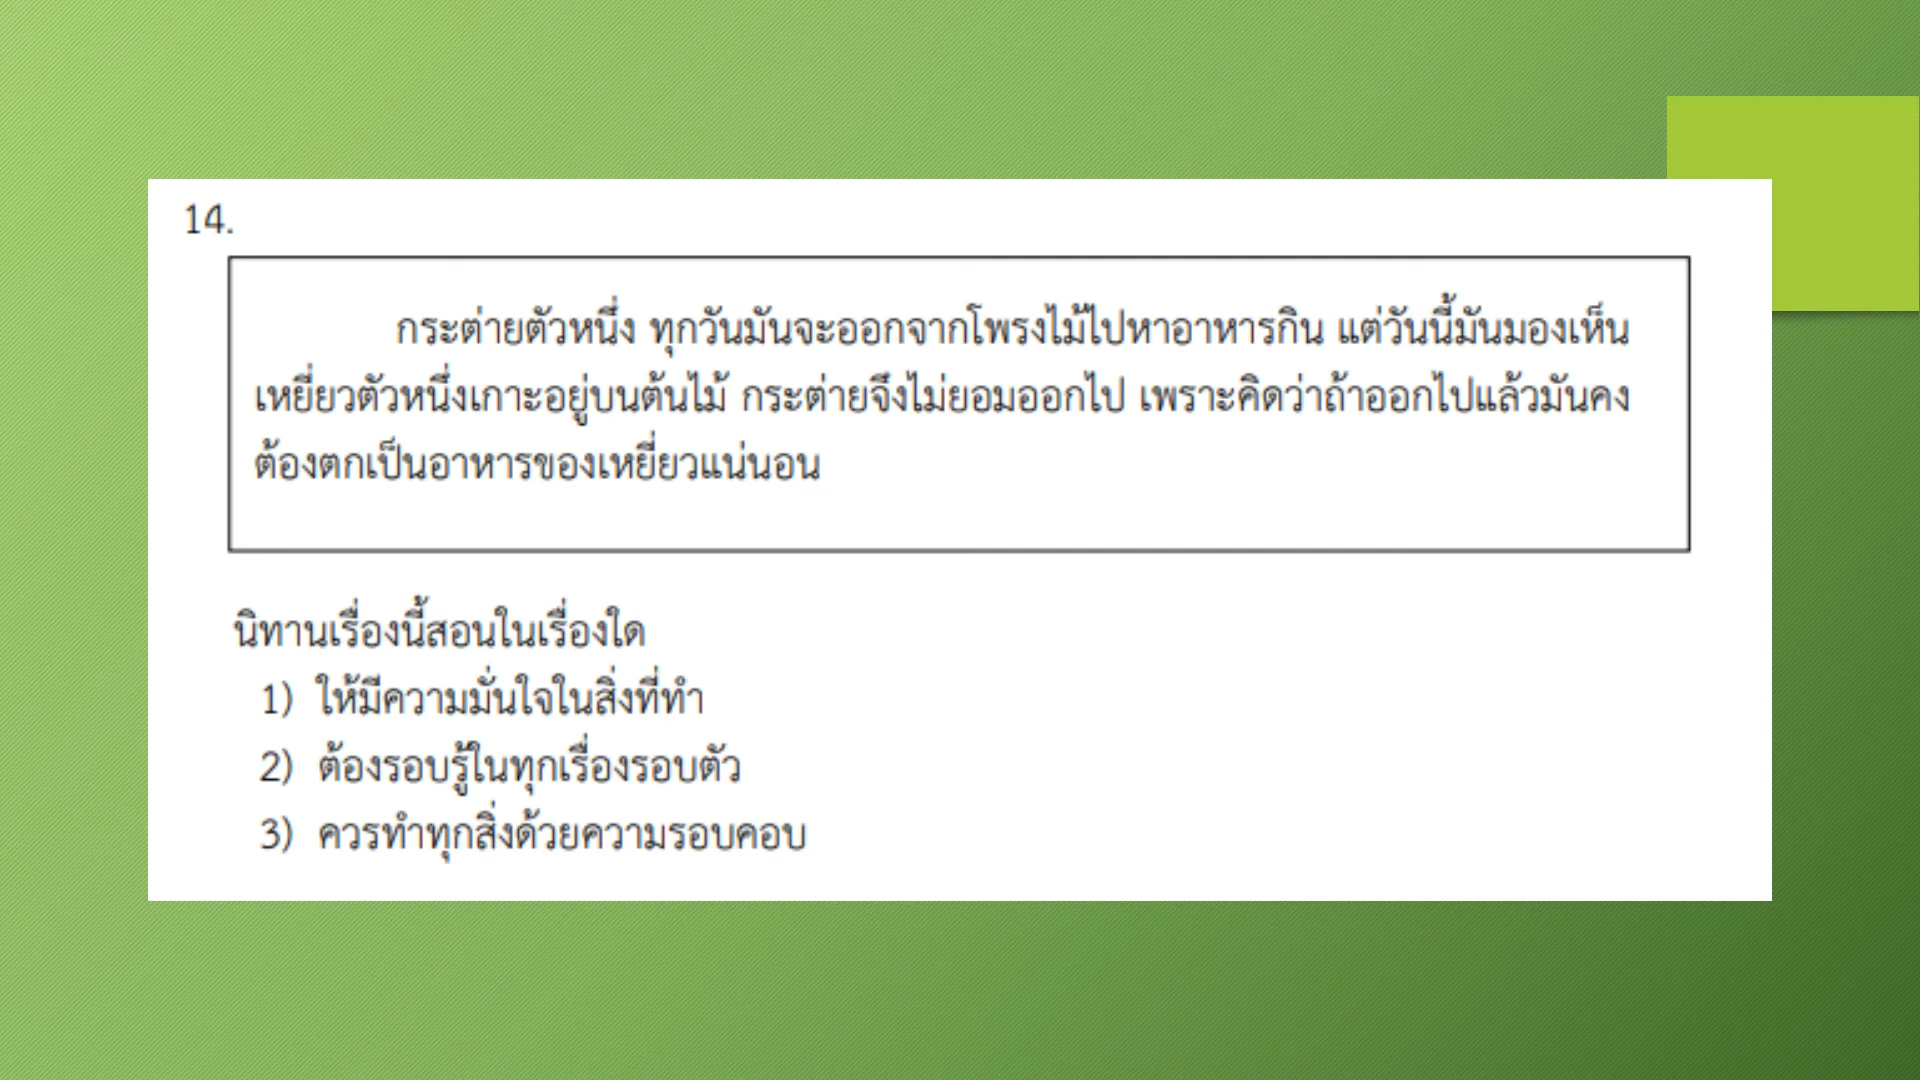 14.
กระต่ายตัวหนึ่ง ทุกวันมันจะออกจากโพรงไม้ไปหาอาหารกิน แต่วันนี้มันมองเห็น
เหยี่ยวตัวหนึ่งเกาะอยู่บนต้นไม้ กระต่ายจึงไม่ยอมออกไป เพราะคิดว่าถ้าออกไปแล้วมันคง
ต้องตกเป็นอาหารของเหยี่ยวแน่นอน
นิทานเรื่องนี้สอนในเรื่องใด
1) ให้มีความมั่นใจในสิ่งที่ทำ
2) ต้องรอบรู้ในทุกเรื่องรอบตัว
3) ควรทำทุกสิ่งด้วยความรอบคอบ